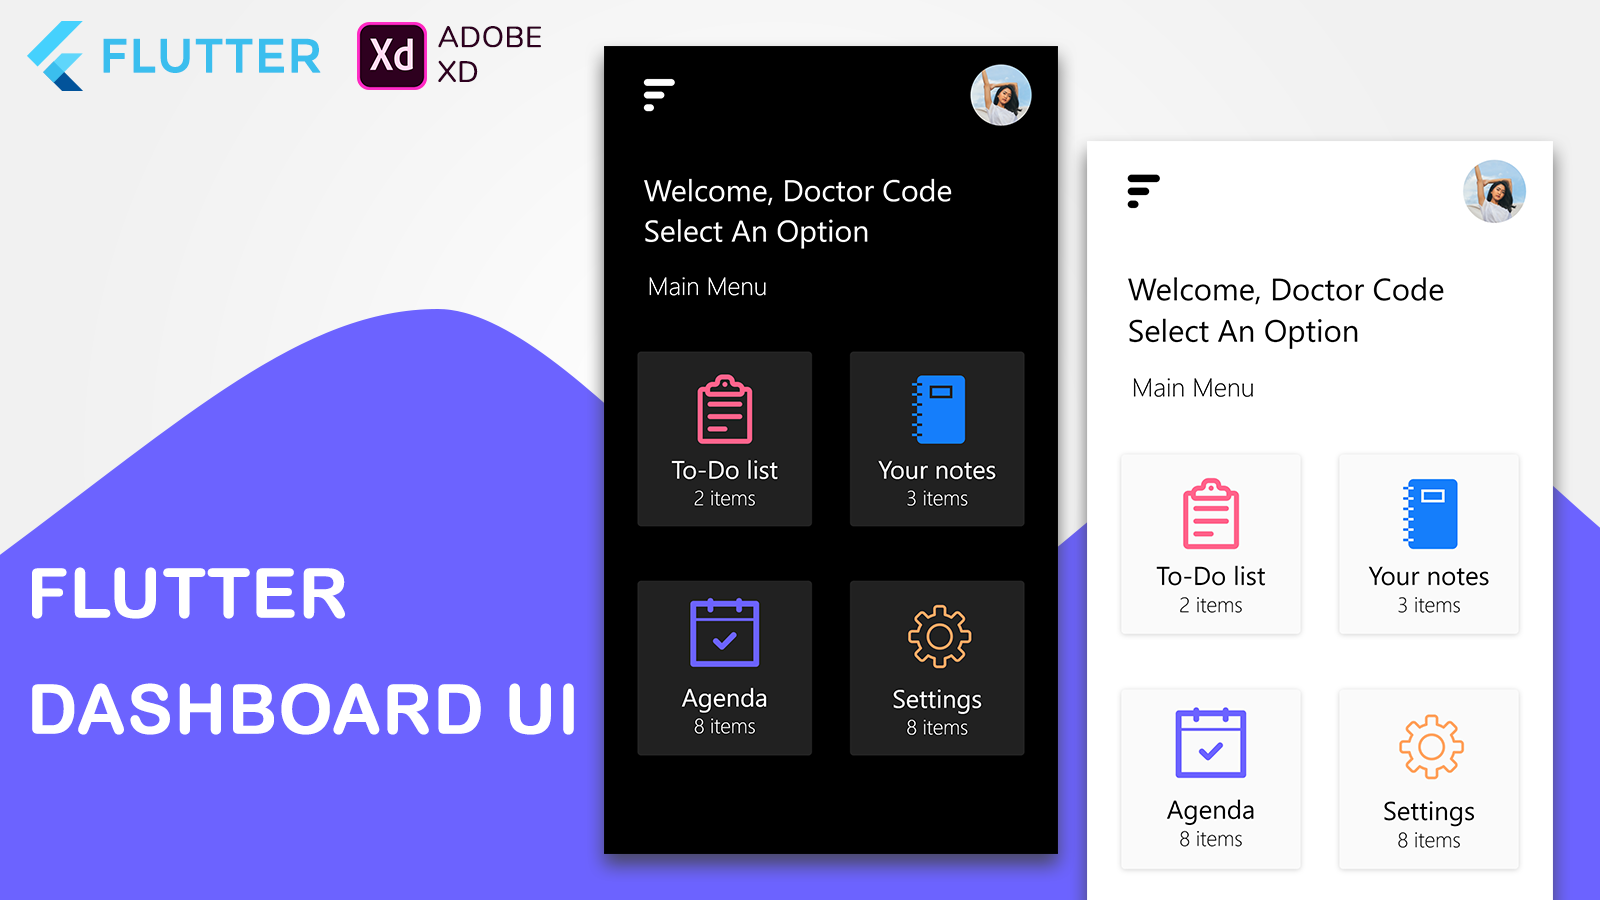 FLUTTER
Xd
ADOBE
XD
FLUTTER
DASHBOARD UI
Welcome, Doctor Code
Select An Option
Main Menu
To-Do list
2 items
Your notes
3 items
Agenda
8 items
Settings
8 items
Welcome, Doctor Code
Select An Option
Main Menu
To-Do list
2 items
Your notes
3 items
Agenda
8 items
Settings
8 items